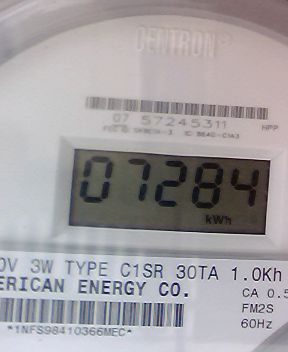 CENTRON
07 57245311
HPP
07284
kWh
0V 3W TYPE C1SR 30TA 1.0Kh
ERICAN ENERGY CO.
CA 0.5
FM2S
60Hz
*1NFS98410366MEC*